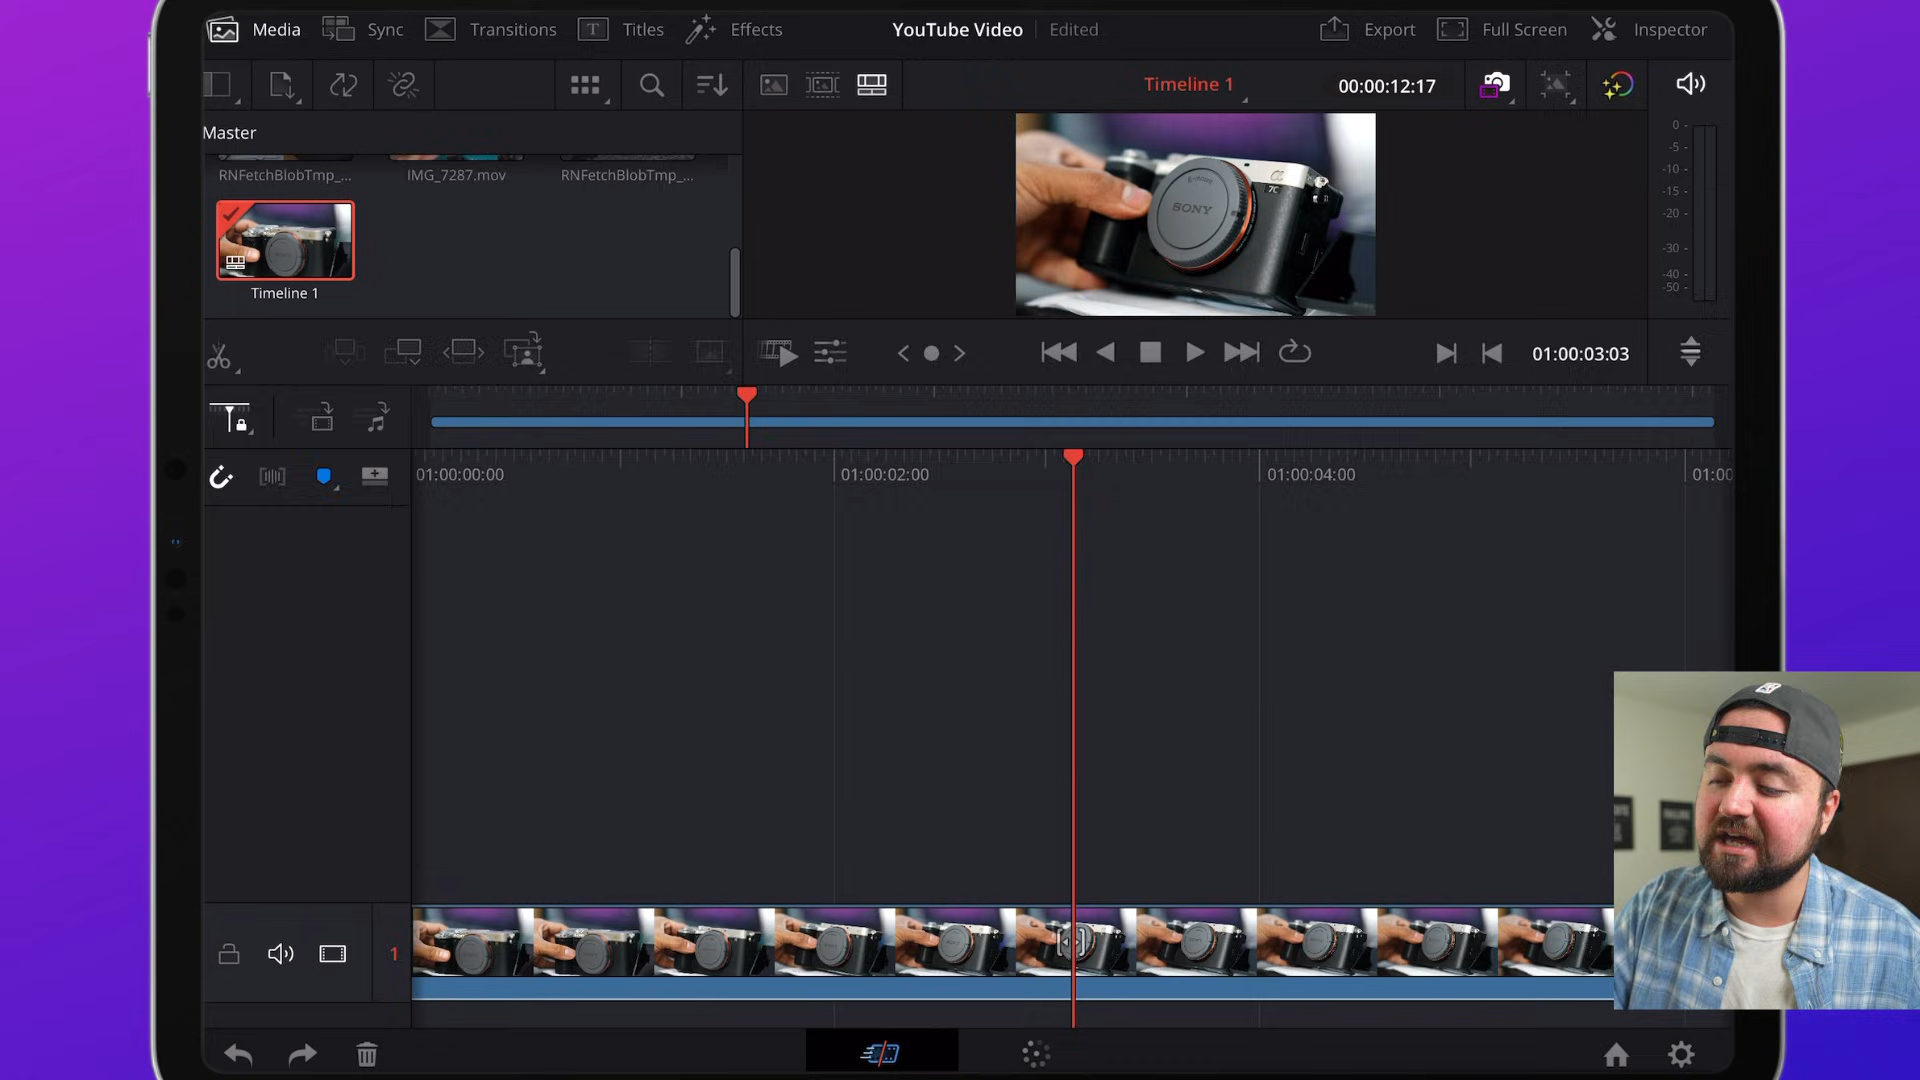 Media
Sync
Transitions
Titles
Effects
YouTube Video
Edited
Export
Full Screen
Inspector
Timeline 1
00:00:12:17
Master
RNFetchBlobTmp_...
IMG_7287.mov
RNFetchBlobTmp_...
SONY
α
7C
0
-5
-10
-15
-20
-30
-40
-50
Timeline 1
01:00:03:03
01:00:00:00
01:00:02:00
01:00:04:00
01:00
1